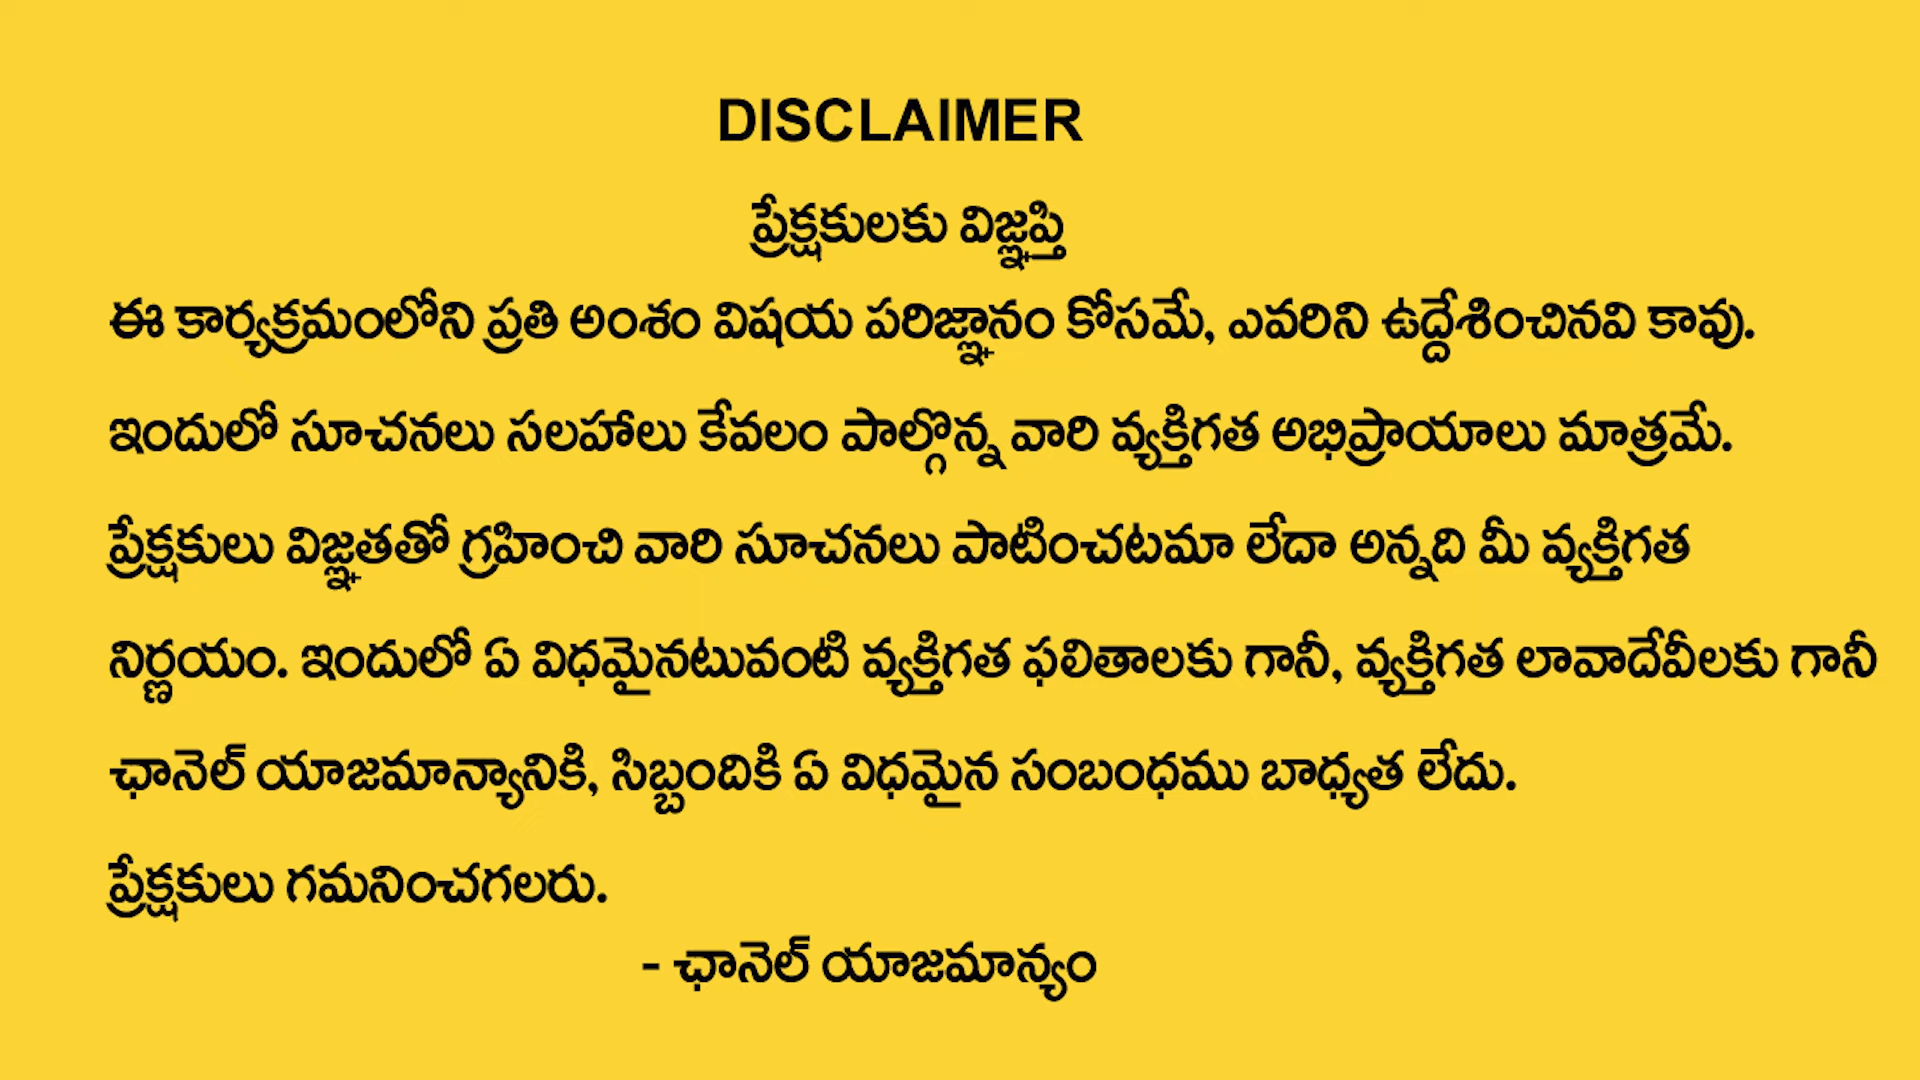 DISCLAIMER
ప్రేక్షకులకు విజ్ఞప్తి
ఈ కార్యక్రమంలోని ప్రతి అంశం విషయ పరిజ్ఞానం కోసమే, ఎవరిని ఉద్దేశించినవి కావు.
ఇందులో సూచనలు సలహాలు కేవలం పాల్గొన్న వారి వ్యక్తిగత అభిప్రాయాలు మాత్రమే.
ప్రేక్షకులు విజ్ఞతతో గ్రహించి వారి సూచనలు పాటించటమా లేదా అన్నది మీ వ్యక్తిగత
నిర్ణయం. ఇందులో ఏ విధమైనటువంటి వ్యక్తిగత ఫలితాలకు గానీ, వ్యక్తిగత లావాదేవీలకు గానీ
ఛానెల్ యాజమాన్యానికి, సిబ్బందికి ఏ విధమైన సంబంధము బాధ్యత లేదు.
ప్రేక్షకులు గమనించగలరు.
- ఛానెల్ యాజమాన్యం